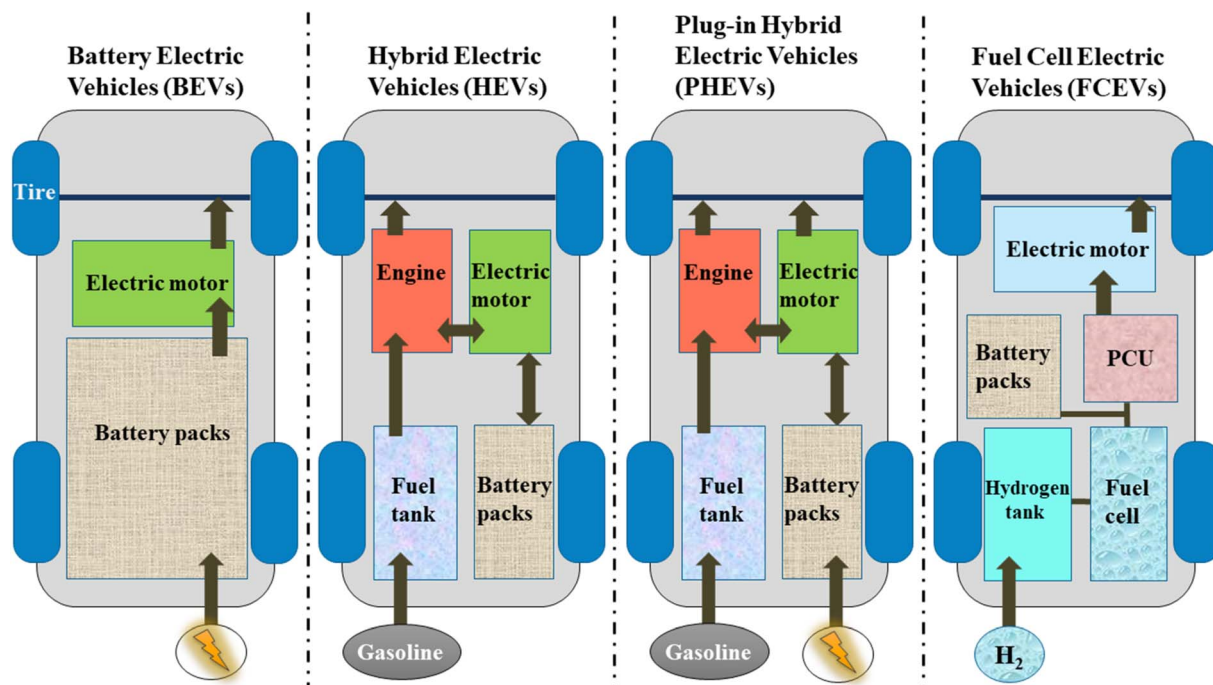 Battery Electric
Vehicles (BEVs)
Tire
Electric motor
Battery packs
Hybrid Electric
Vehicles (HEVs)
Engine
Electric
motor
Fuel
tank
Battery
packs
Gasoline
Plug-in Hybrid
Electric Vehicles
(PHEVs)
Engine
Electric
motor
Fuel
tank
Battery
packs
Gasoline
Fuel Cell Electric
Vehicles (FCEVs)
Electric motor
Battery
packs
PCU
Hydrogen
tank
Fuel
cell
H₂